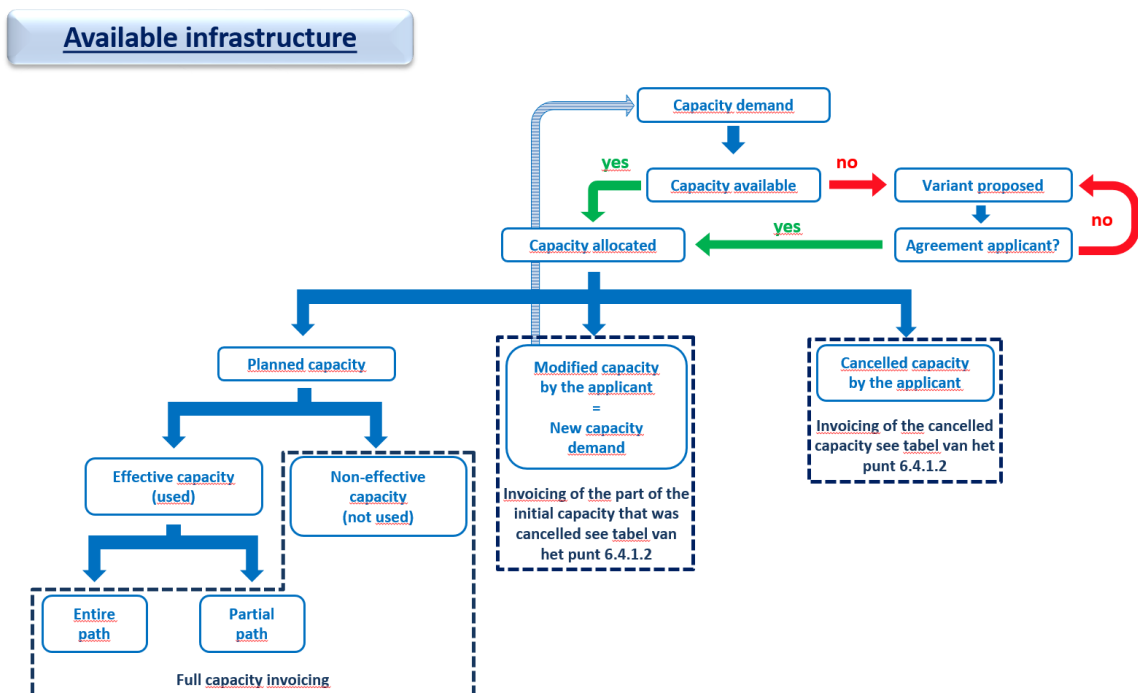 Available infrastructure
Capacity demand
yes
no
Capacity available
Variant proposed
no
yes
Capacity allocated
Agreement applicant?
Planned capacity
Modified capacity
by the applicant
=
New capacity
demand
Cancelled capacity
by the applicant
Invoicing of the cancelled
capacity see tabel van het
punt 6.4.1.2
Effective capacity
(used)
Non-effective
capacity
(not used)
Invoicing of the part of the
initial capacity that was
cancelled see tabel van
het punt 6.4.1.2
Entire
path
Partial
path
Full capacity invoicing